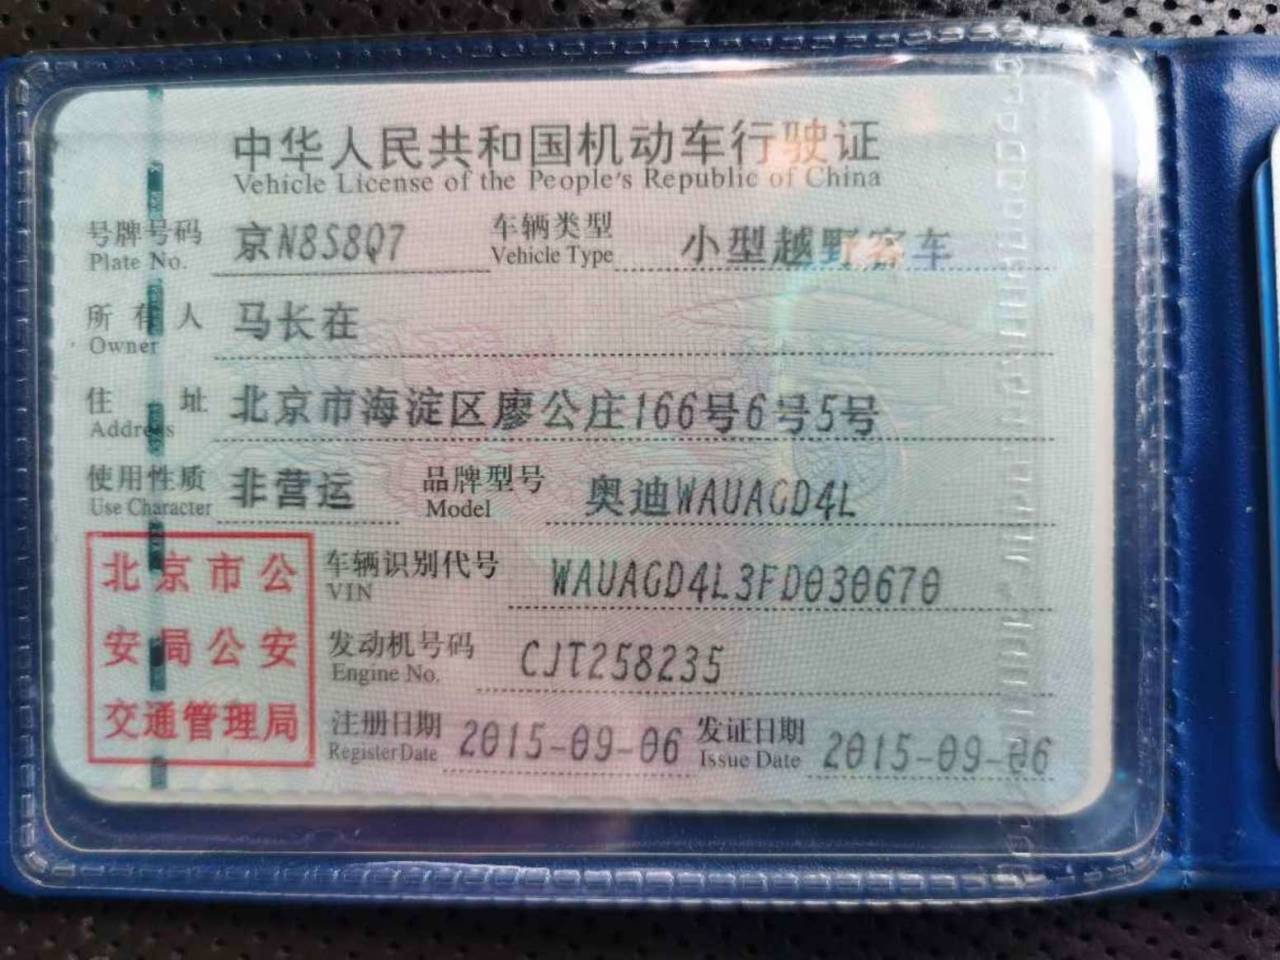 中华人民共和国机动车行驶证
Vehicle License of the People's Republic of China
号牌号码 京N8S8Q7 车辆类型 小型越野客车
Plate No. Vehicle Type
所有人 马长在
Owner
住址 北京市海淀区廖公庄166号6号5号
Address
使用性质 非营运 品牌型号 奥迪WAUAGD4L
Use Character Model
北京市公
安局公安
交通管理局
车辆识别代号 WAUAGD4L3FD030670
VIN
发动机号码 CJT258235
Engine No.
注册日期 2015-09-06 发证日期 2015-09-06
Register Date Issue Date